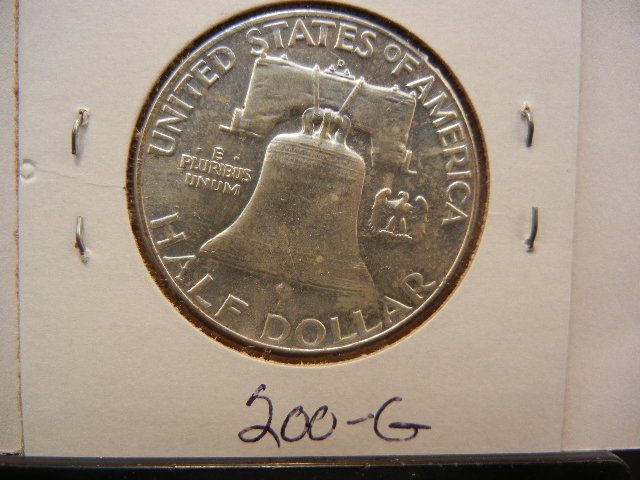 UNITED STATES OF AMERICA
D
E
PLURIBUS
UNUM
HALF DOLLAR
200-G